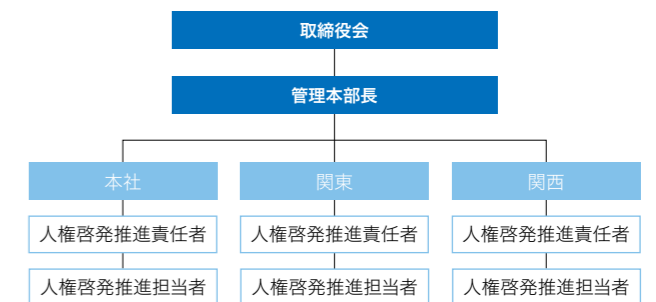 取締役会
管理本部長
本社
関東
関西
人権啓発推進責任者
人権啓発推進責任者
人権啓発推進責任者
人権啓発推進担当者
人権啓発推進担当者
人権啓発推進担当者